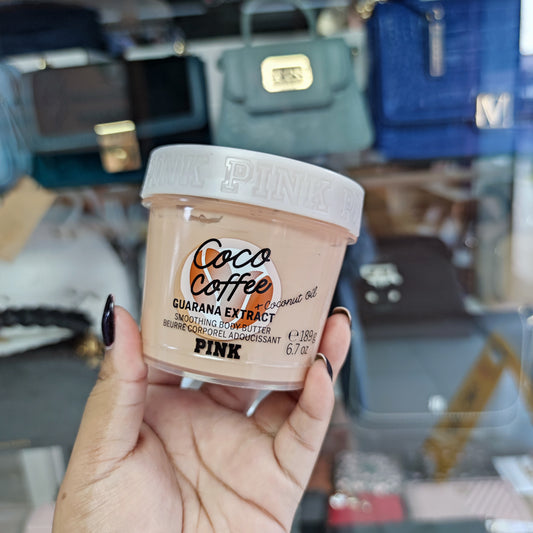 PINK PINK P
Coco
Coffee
+ Coconut Oil
GUARANA EXTRACT
SMOOTHING BODY BUTTER
BEURRE CORPOREL ADOUCISSANT
PINK
℮189g
6.7 oz
M